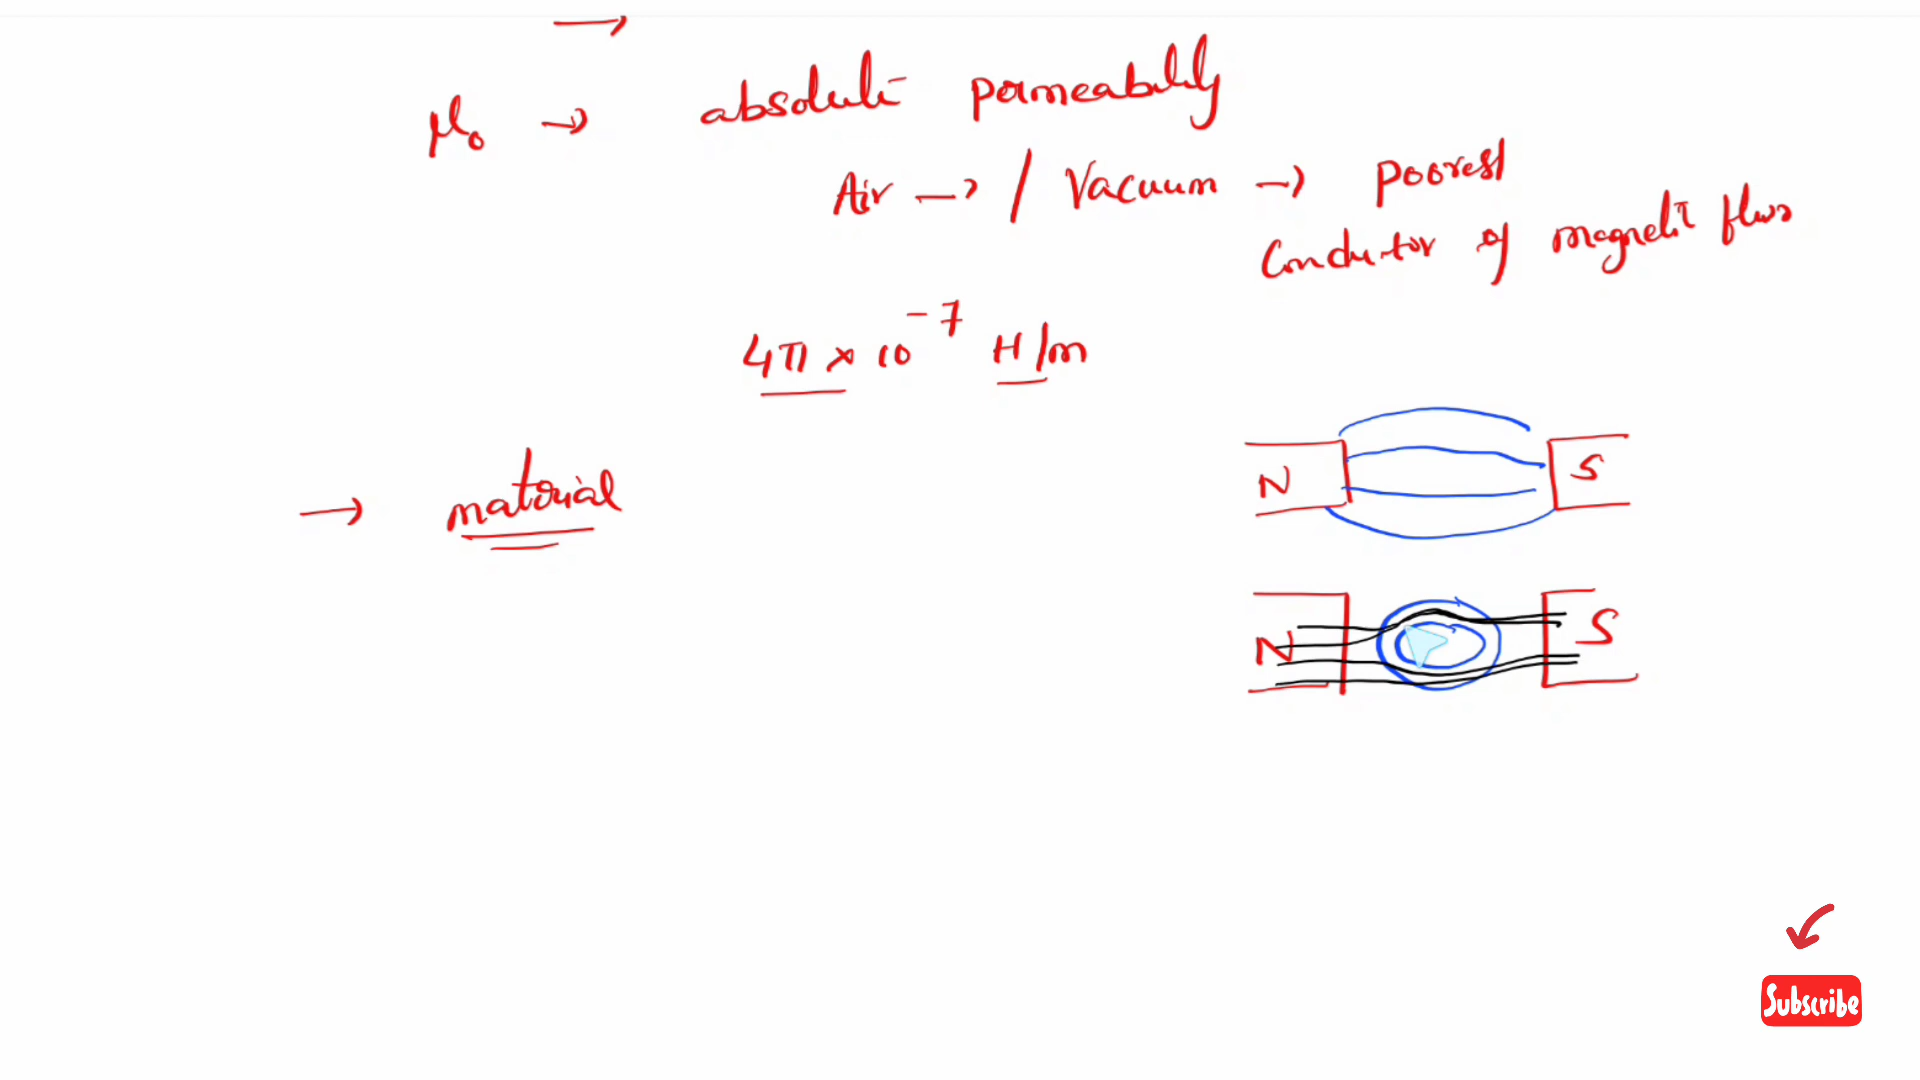 μ₀ → absolute permeability
Air → / Vacuum → poorest
Conductor of magnetic flux
4π × 10⁻⁷ H/m
→ material
N S
N S
Subscribe